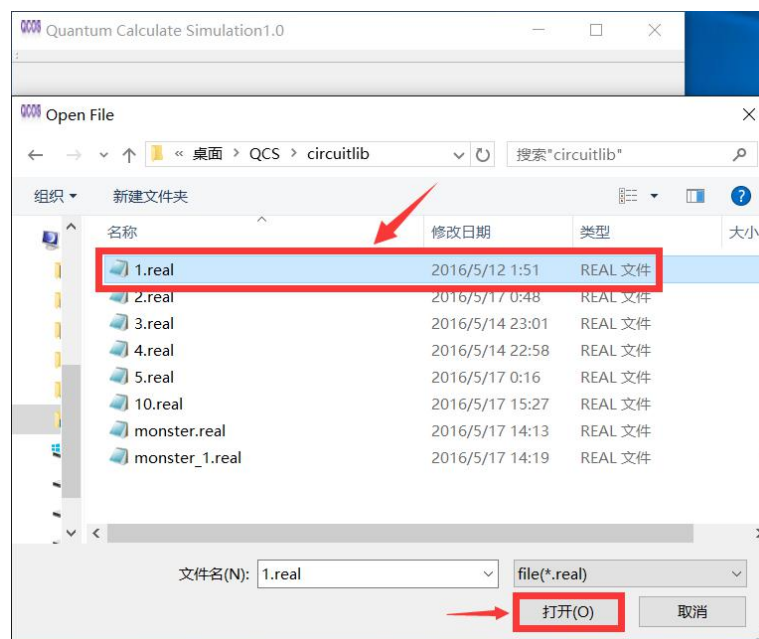 QCOS Quantum Calculate Simulation1.0
QCOS Open File
« 桌面 > QCS > circuitlib
搜索"circuitlib"
组织 新建文件夹
名称 修改日期 类型 大小
1.real 2016/5/12 1:51 REAL 文件
2.real 2016/5/17 0:48 REAL 文件
3.real 2016/5/14 23:01 REAL 文件
4.real 2016/5/14 22:58 REAL 文件
5.real 2016/5/17 0:16 REAL 文件
10.real 2016/5/17 15:27 REAL 文件
monster.real 2016/5/17 14:13 REAL 文件
monster_1.real 2016/5/17 14:19 REAL 文件
文件名(N): 1.real file(*.real)
打开(O) 取消